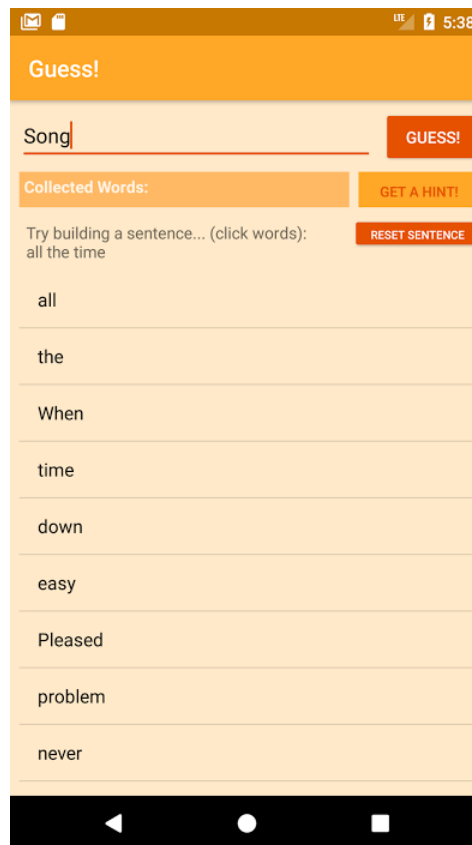 LTE 5:38
Guess!
Song GUESS!
Collected Words: GET A HINT!
Try building a sentence... (click words): RESET SENTENCE
all the time
all
the
When
time
down
easy
Pleased
problem
never